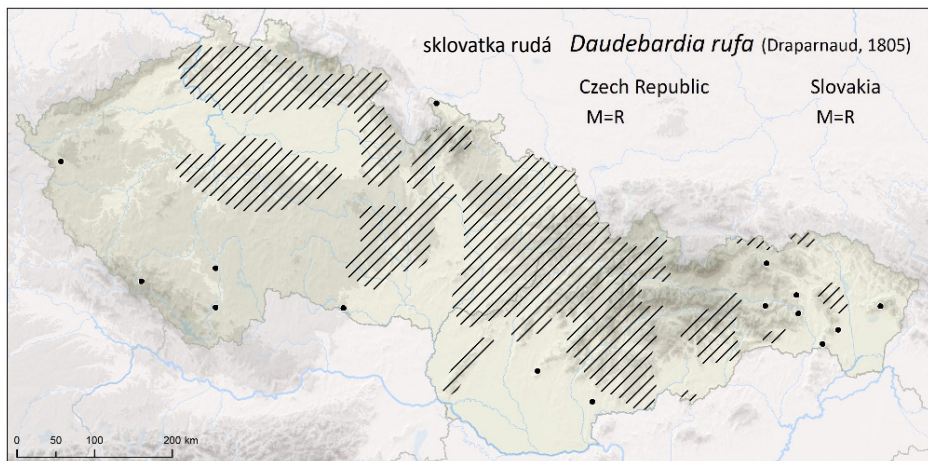 sklovatka rudá Daudebardia rufa (Draparnaud, 1805)
Czech Republic Slovakia
M=R M=R
0 50 100 200 km